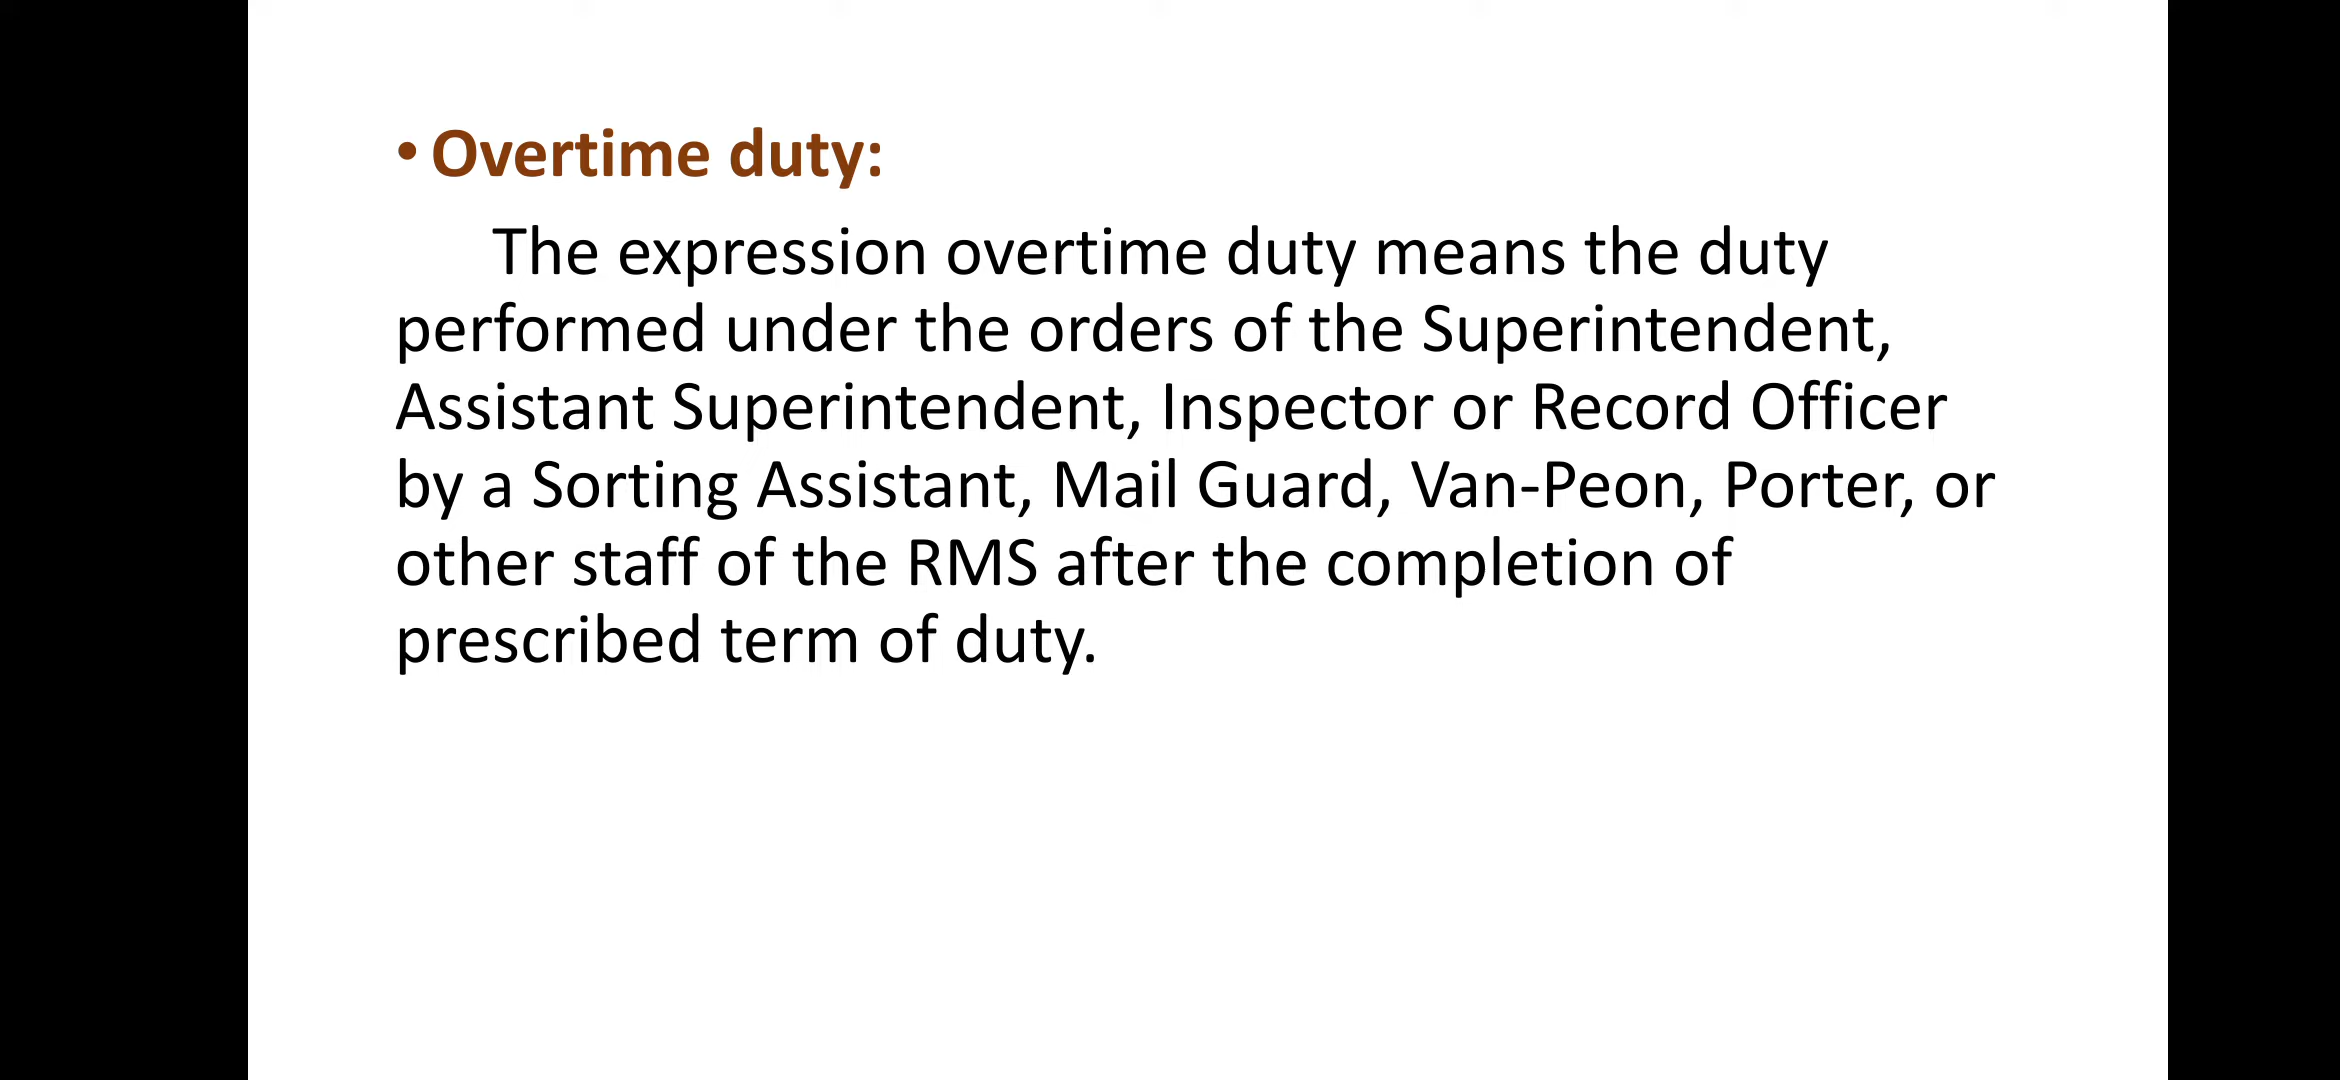 • Overtime duty:
The expression overtime duty means the duty
performed under the orders of the Superintendent,
Assistant Superintendent, Inspector or Record Officer
by a Sorting Assistant, Mail Guard, Van-Peon, Porter, or
other staff of the RMS after the completion of
prescribed term of duty.